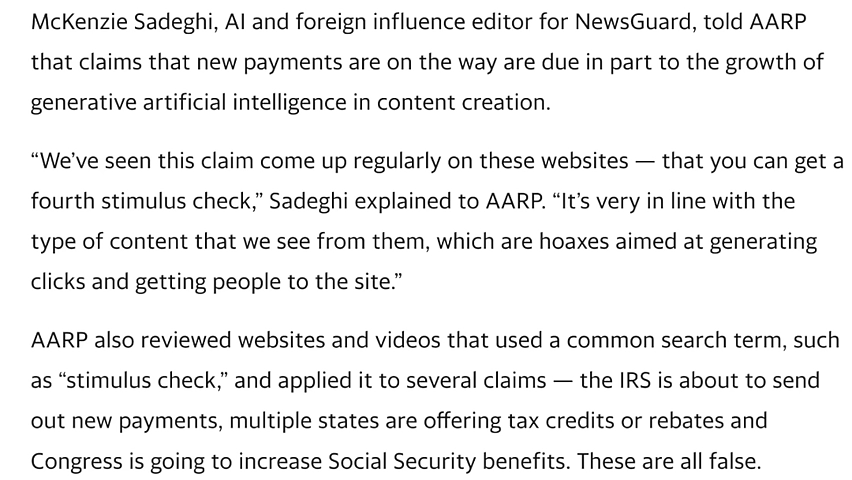 McKenzie Sadeghi, AI and foreign influence editor for NewsGuard, told AARP
that claims that new payments are on the way are due in part to the growth of
generative artificial intelligence in content creation.
“We’ve seen this claim come up regularly on these websites — that you can get a
fourth stimulus check,” Sadeghi explained to AARP. “It’s very in line with the
type of content that we see from them, which are hoaxes aimed at generating
clicks and getting people to the site.”
AARP also reviewed websites and videos that used a common search term, such
as “stimulus check,” and applied it to several claims — the IRS is about to send
out new payments, multiple states are offering tax credits or rebates and
Congress is going to increase Social Security benefits. These are all false.